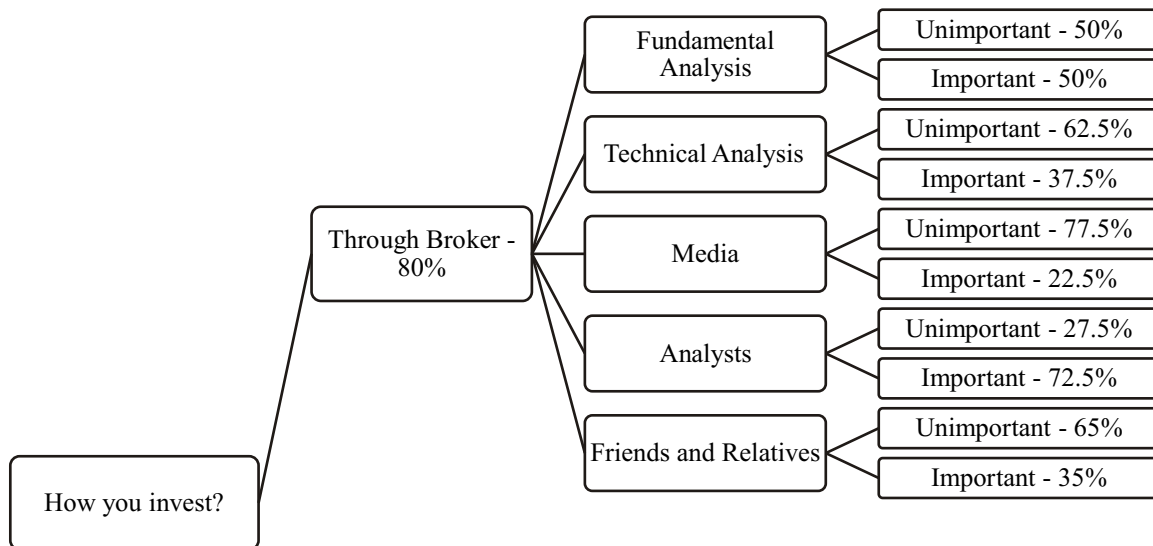 How you invest?
Through Broker -
80%
Fundamental
Analysis
Unimportant - 50%
Important - 50%
Technical Analysis
Unimportant - 62.5%
Important - 37.5%
Media
Unimportant - 77.5%
Important - 22.5%
Analysts
Unimportant - 27.5%
Important - 72.5%
Friends and Relatives
Unimportant - 65%
Important - 35%